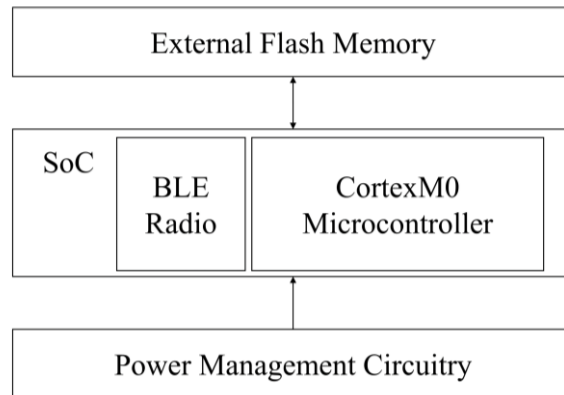 External Flash Memory
SoC
BLE
Radio
CortexM0
Microcontroller
Power Management Circuitry